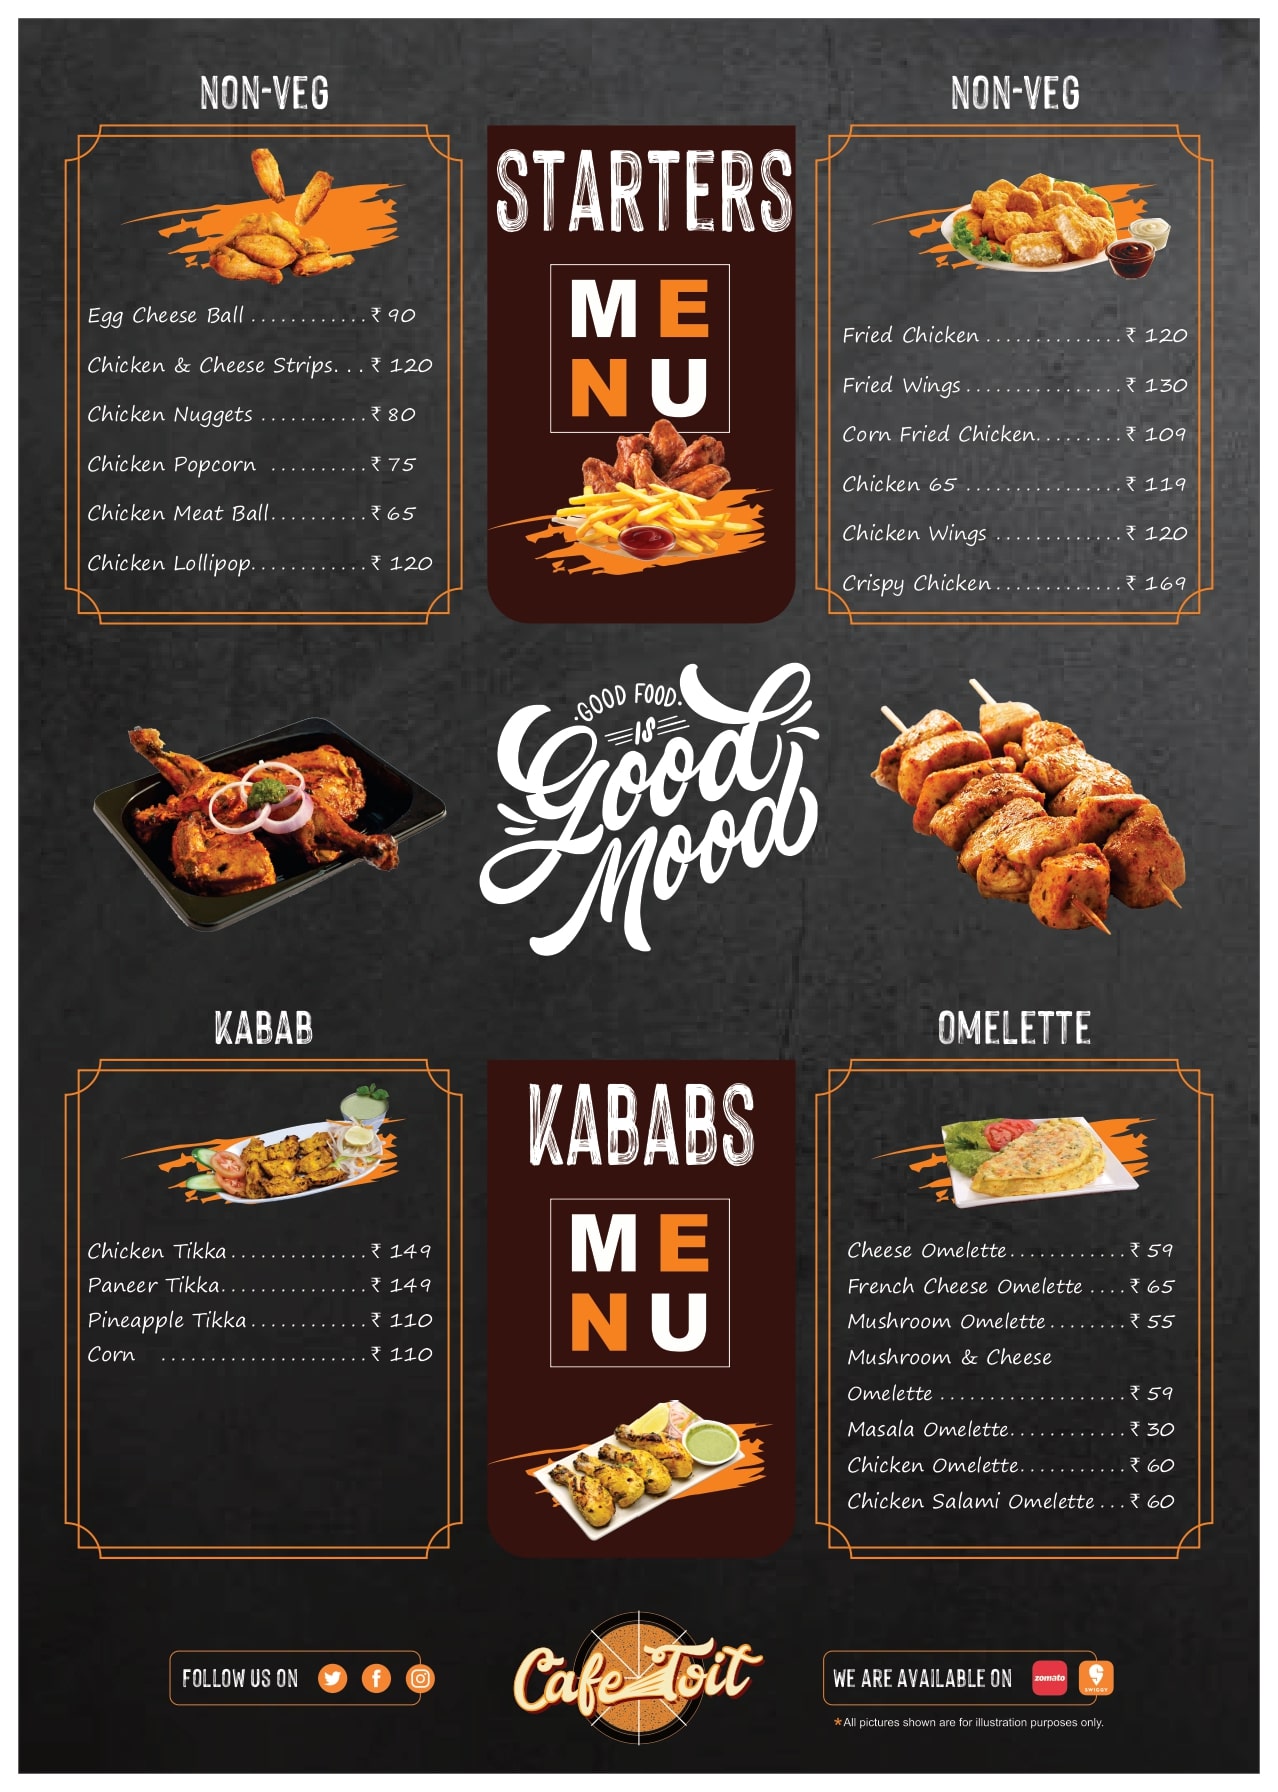 NON-VEG
Egg Cheese Ball ............₹ 90
Chicken & Cheese Strips...₹ 120
Chicken Nuggets ...........₹ 80
Chicken Popcorn ..........₹ 75
Chicken Meat Ball..........₹ 65
Chicken Lollipop............₹ 120
STARTERS
ME
NU
NON-VEG
Fried Chicken ..............₹ 120
Fried Wings................₹ 130
Corn Fried Chicken.........₹ 109
Chicken 65 ................₹ 119
Chicken Wings .............₹ 120
Crispy Chicken.............₹ 169
·GOOD FOOD·
IS
Good
Mood
KABAB
Chicken Tikka..............₹ 149
Paneer Tikka...............₹ 149
Pineapple Tikka............₹ 110
Corn .....................₹ 110
KABABS
ME
NU
OMELETTE
Cheese Omelette............₹ 59
French Cheese Omelette ....₹ 65
Mushroom Omelette........₹ 55
Mushroom & Cheese
Omelette ...................₹ 59
Masala Omelette............₹ 30
Chicken Omelette...........₹ 60
Chicken Salami Omelette ...₹ 60
FOLLOW US ON
Cafe Toit
WE ARE AVAILABLE ON
zomato
SWIGGY
*All pictures shown are for illustration purposes only.